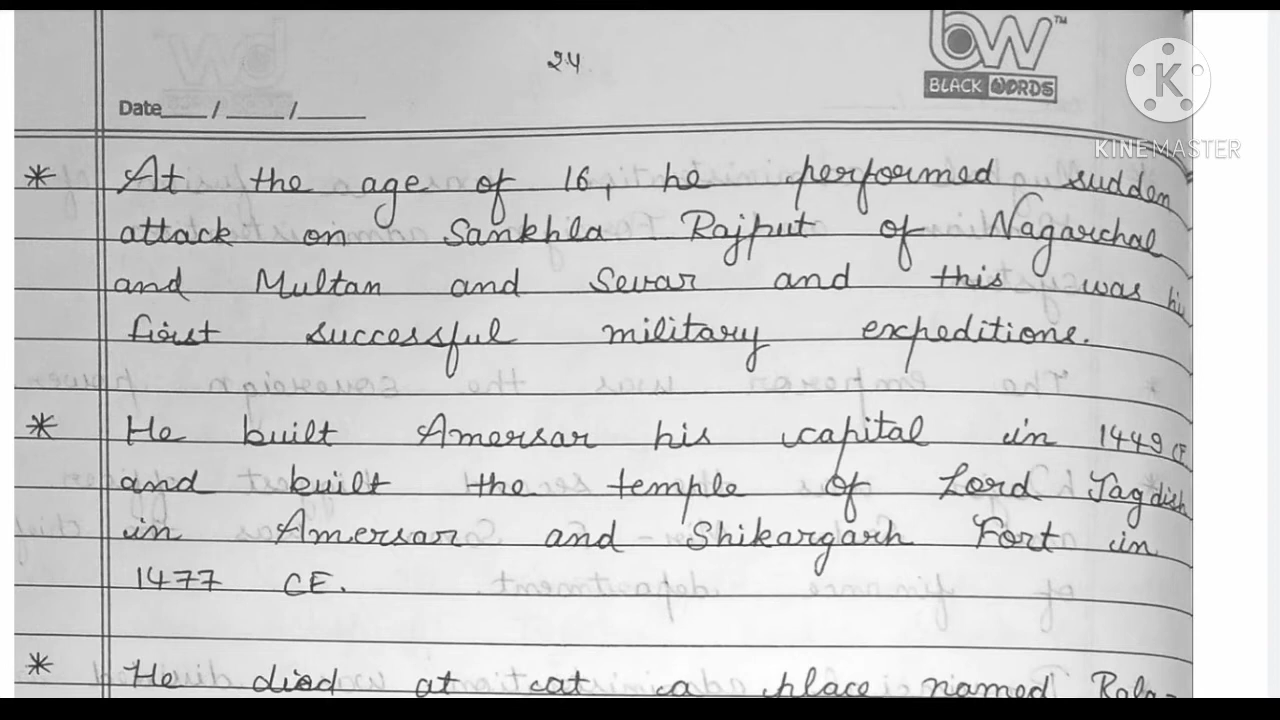 24
bw™
BLACK WORDS
Date / /
K
KINEMASTER
* At the age of 16, he performed sudden
attack on Sankhla Rajput of Nagarchal
and Multan and Sevar and this was his
first successful military expeditions.
* He built Amersar his capital in 1449 CE
and built the temple of Lord Jagdish
in Amersar and Shikargarh Fort in
1477 CE.
* He died at at a place named Rala-